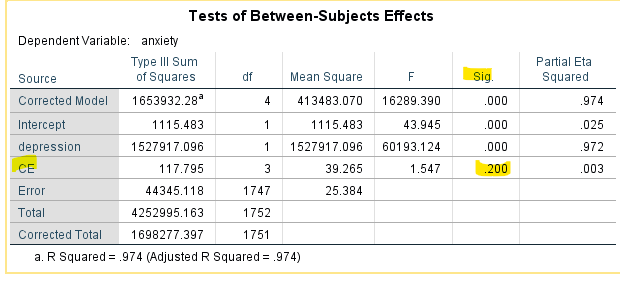 Tests of Between-Subjects Effects
Dependent Variable: anxiety
Source Type III Sum of Squares df Mean Square F Sig. Partial Eta Squared
Corrected Model 1653932.28a 4 413483.070 16289.390 .000 .974
Intercept 1115.483 1 1115.483 43.945 .000 .025
depression 1527917.096 1 1527917.096 60193.124 .000 .972
CE 117.795 3 39.265 1.547 .200 .003
Error 44345.118 1747 25.384
Total 4252995.163 1752
Corrected Total 1698277.397 1751
a. R Squared = .974 (Adjusted R Squared = .974)